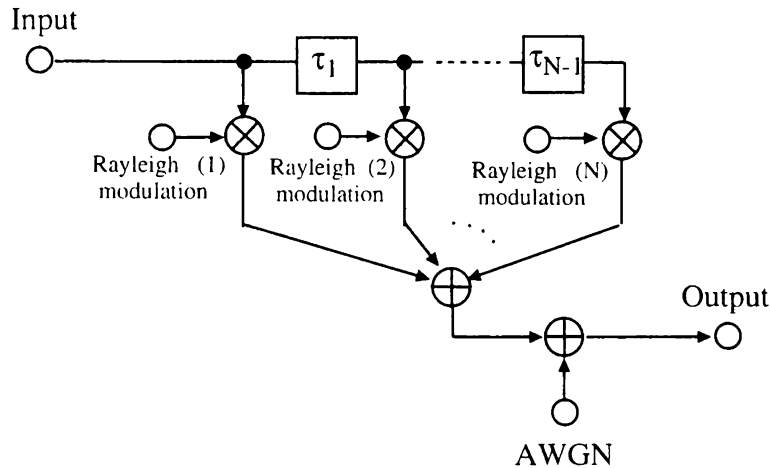 Input
τ1
τN-1
Rayleigh (1)
modulation
Rayleigh (2)
modulation
Rayleigh (N)
modulation
Output
AWGN